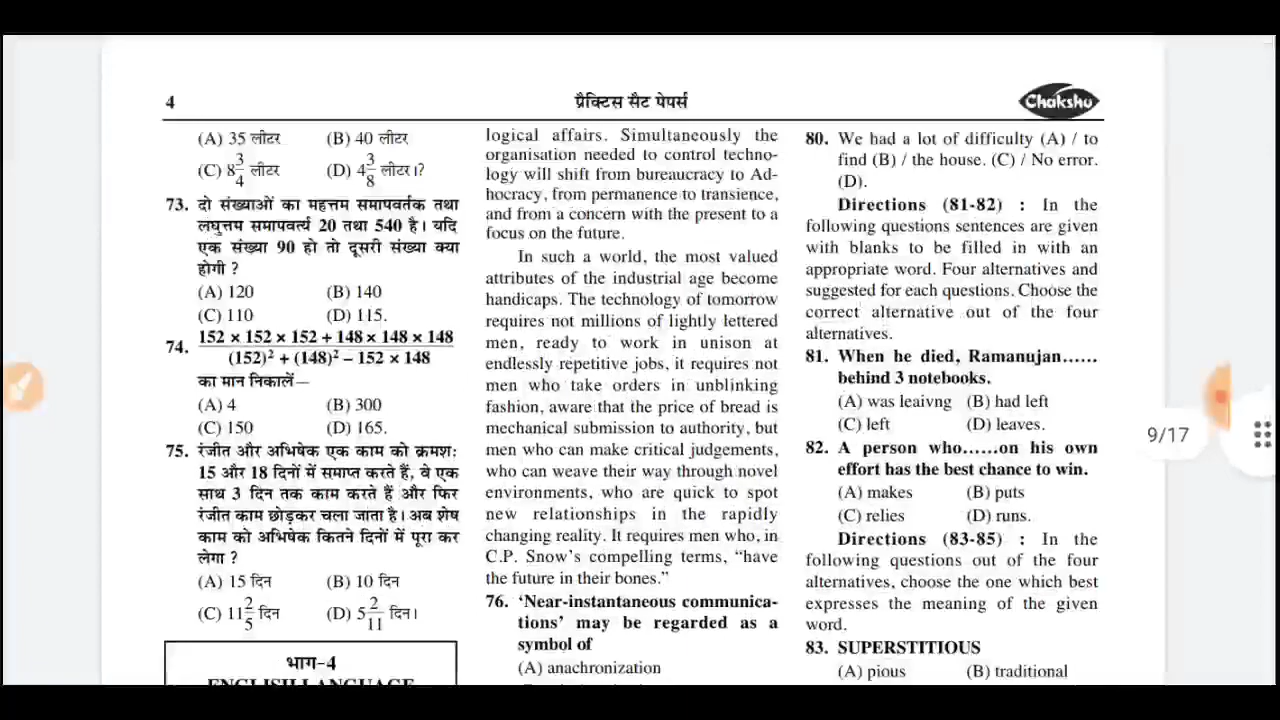 4
प्रैक्टिस सैट पेपर्स
Chakshu
(A) 35 लीटर (B) 40 लीटर
(C) 8 3/4 लीटर (D) 4 3/8 लीटर।?
73. दो संख्याओं का महत्तम समापवर्तक तथा
लघुत्तम समापवर्त्य 20 तथा 540 है। यदि
एक संख्या 90 हो तो दूसरी संख्या क्या
होगी ?
(A) 120 (B) 140
(C) 110 (D) 115.
74. 152 × 152 × 152 + 148 × 148 × 148
(152)² + (148)² – 152 × 148
का मान निकालें—
(A) 4 (B) 300
(C) 150 (D) 165.
75. रंजीत और अभिषेक एक काम को क्रमशः
15 और 18 दिनों में समाप्त करते हैं, वे एक
साथ 3 दिन तक काम करते हैं और फिर
रंजीत काम छोड़कर चला जाता है। अब शेष
काम को अभिषेक कितने दिनों में पूरा कर
लेगा ?
(A) 15 दिन (B) 10 दिन
(C) 11 2/5 दिन (D) 5 2/11 दिन।
भाग-4
ENGLISH LANGUAGE
logical affairs. Simultaneously the
organisation needed to control techno-
logy will shift from bureaucracy to Ad-
hocracy, from permanence to transience,
and from a concern with the present to a
focus on the future.
In such a world, the most valued
attributes of the industrial age become
handicaps. The technology of tomorrow
requires not millions of lightly lettered
men, ready to work in unison at
endlessly repetitive jobs, it requires not
men who take orders in unblinking
fashion, aware that the price of bread is
mechanical submission to authority, but
men who can make critical judgements,
who can weave their way through novel
environments, who are quick to spot
new relationships in the rapidly
changing reality. It requires men who, in
C.P. Snow's compelling terms, “have
the future in their bones.”
76. ‘Near-instantaneous communica-
tions’ may be regarded as a
symbol of
(A) anachronization
80. We had a lot of difficulty (A) / to
find (B) / the house. (C) / No error.
(D).
Directions (81-82) : In the
following questions sentences are given
with blanks to be filled in with an
appropriate word. Four alternatives and
suggested for each questions. Choose the
correct alternative out of the four
alternatives.
81. When he died, Ramanujan......
behind 3 notebooks.
(A) was leaivng (B) had left
(C) left (D) leaves.
82. A person who......on his own
effort has the best chance to win.
(A) makes (B) puts
(C) relies (D) runs.
Directions (83-85) : In the
following questions out of the four
alternatives, choose the one which best
expresses the meaning of the given
word.
83. SUPERSTITIOUS
(A) pious (B) traditional
9/17